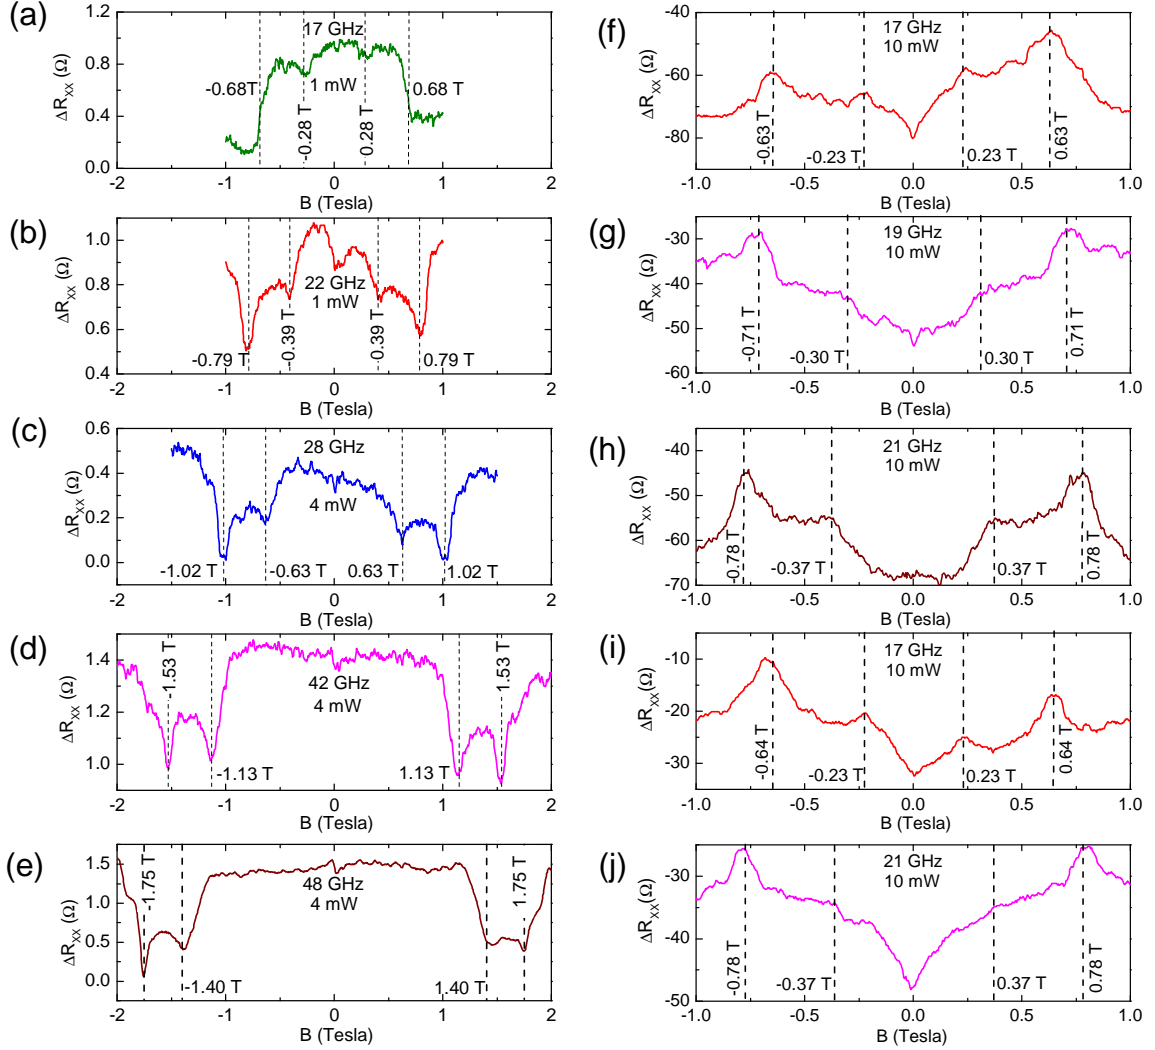 (a)
17 GHz
1 mW
-0.68T
-0.28 T
0.28 T
0.68 T
ΔR_XX (Ω)
1.2
0.8
0.4
0.0
-2
-1
0
1
2
B (Tesla)
(b)
22 GHz
1 mW
-0.79 T
-0.39 T
-0.39 T
0.79 T
ΔR_XX (Ω)
1.0
0.8
0.6
0.4
-2
-1
0
1
2
B (Tesla)
(c)
28 GHz
4 mW
-1.02 T
-0.63 T
0.63 T
1.02 T
ΔR_XX (Ω)
0.6
0.4
0.2
0.0
-2
-1
0
1
2
B (Tesla)
(d)
42 GHz
4 mW
-1.53 T
-1.13 T
1.13 T
-1.53 T
ΔR_XX (Ω)
1.4
1.2
1.0
-2
-1
0
1
2
B (Tesla)
(e)
48 GHz
4 mW
-1.75 T
-1.40 T
1.40 T
1.75 T
ΔR_XX (Ω)
1.5
1.0
0.5
0.0
-2
-1
0
1
2
B (Tesla)
(f)
17 GHz
10 mW
-0.63 T
-0.23 T
0.23 T
0.63 T
ΔR_XX (Ω)
-40
-60
-80
-1.0
-0.5
0.0
0.5
1.0
B (Tesla)
(g)
19 GHz
10 mW
-0.71 T
-0.30 T
0.30 T
0.71 T
ΔR_XX (Ω)
-30
-40
-50
-60
-1.0
-0.5
0.0
0.5
1.0
B (Tesla)
(h)
21 GHz
10 mW
-0.78 T
-0.37 T
0.37 T
0.78 T
ΔR_XX (Ω)
-40
-50
-60
-70
-1.0
-0.5
0.0
0.5
1.0
B (Tesla)
(i)
17 GHz
10 mW
-0.64 T
-0.23 T
0.23 T
0.64 T
ΔR_XX(Ω)
-10
-20
-30
-1.0
-0.5
0.0
0.5
1.0
B (Tesla)
(j)
21 GHz
10 mW
-0.78 T
-0.37 T
0.37 T
0.78 T
ΔR_XX(Ω)
-30
-40
-50
-1.0
-0.5
0.0
0.5
1.0
B (Tesla)